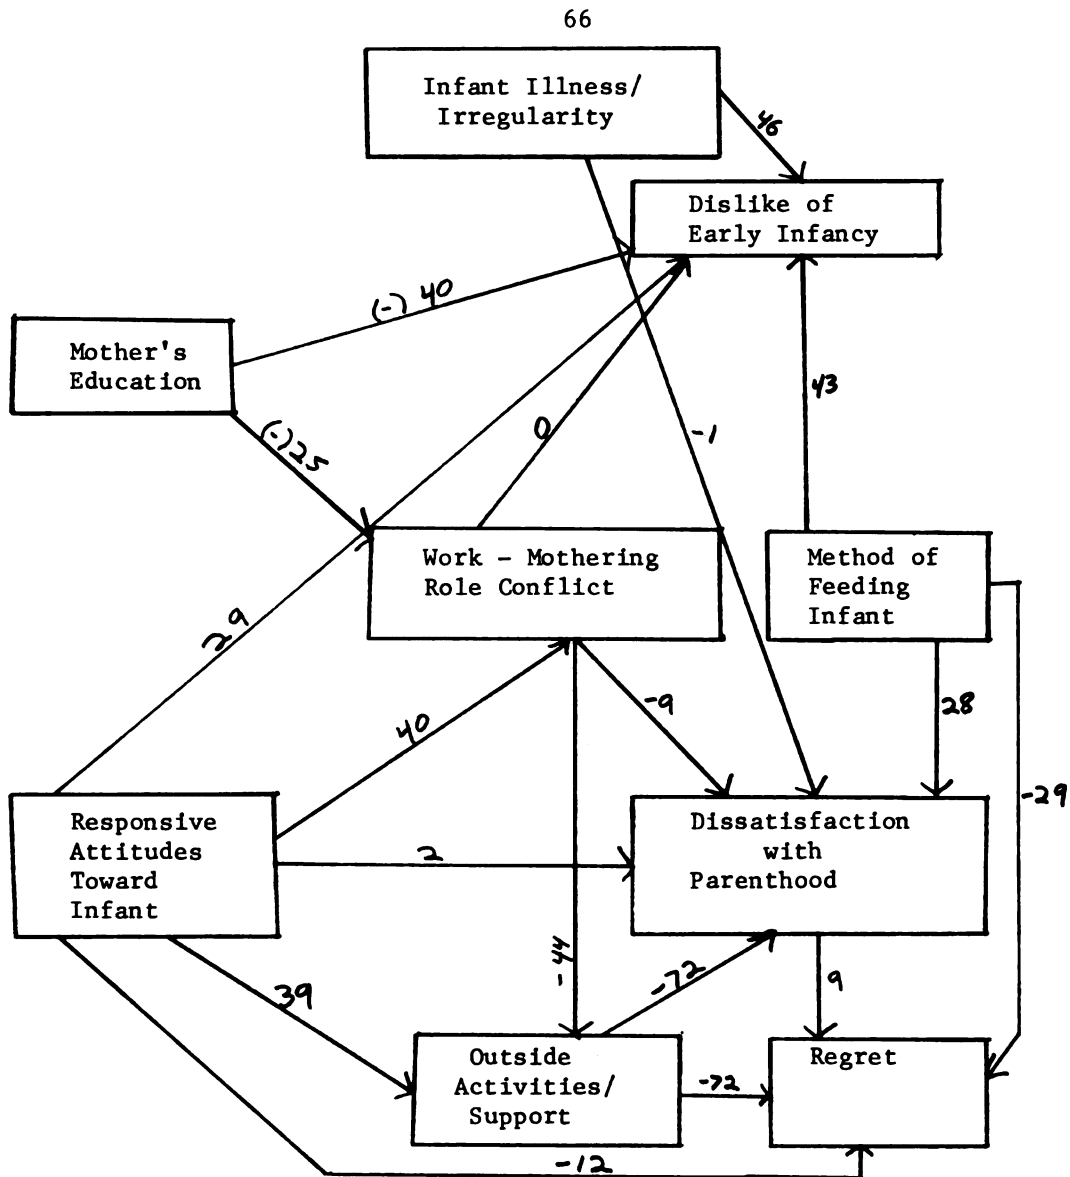 66
Infant Illness/
Irregularity
46
Dislike of
Early Infancy
(-) 40
Mother's
Education
43
(-)25
0
-1
Work - Mothering
Role Conflict
Method of
Feeding
Infant
29
40
-9
28
-29
Responsive
Attitudes
Toward
Infant
2
Dissatisfaction
with
Parenthood
-44
-72
9
39
Outside
Activities/
Support
-72
Regret
-12